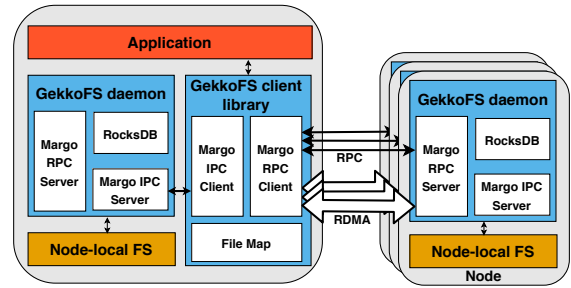 Application
GekkoFS daemon
Margo
RPC
Server
RocksDB
Margo IPC
Server
Node-local FS
GekkoFS client
library
Margo
IPC
Client
Margo
RPC
Client
File Map
RPC
RDMA
GekkoFS daemon
Margo
RPC
Server
RocksDB
Margo IPC
Server
Node-local FS
Node